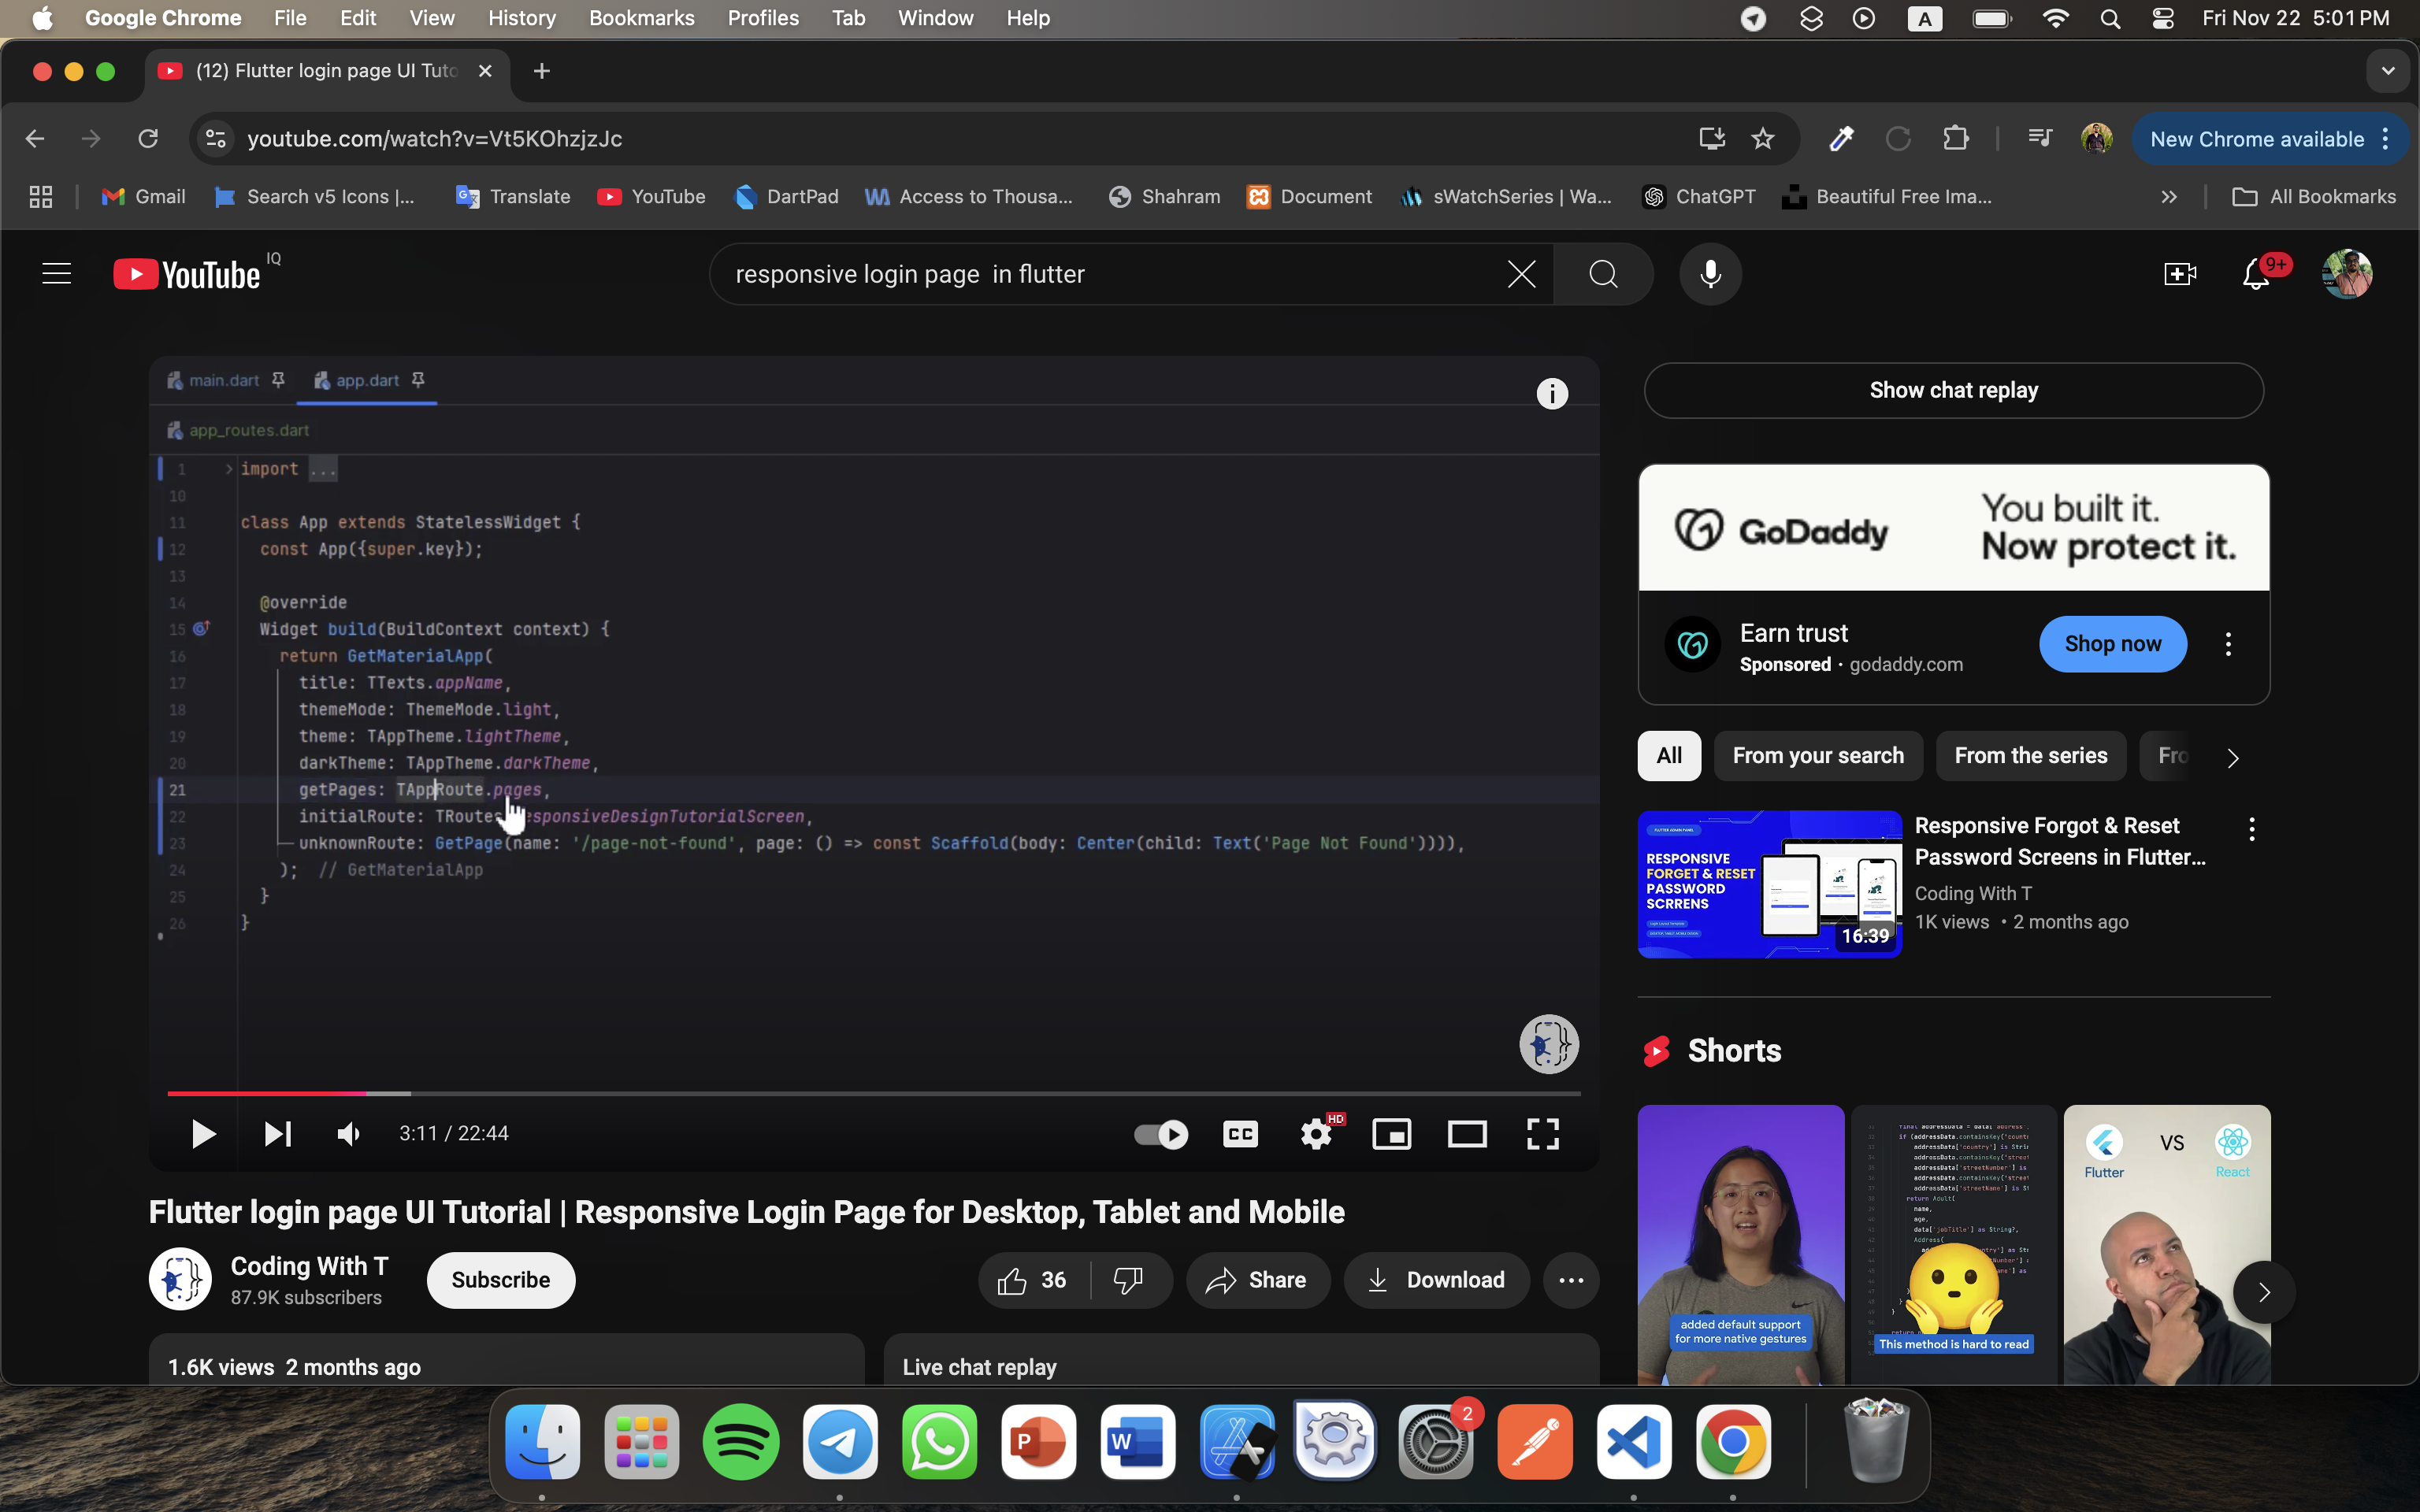 Google Chrome File Edit View History Bookmarks Profiles Tab Window Help
A Fri Nov 22 5:01 PM
(12) Flutter login page UI Tuto
youtube.com/watch?v=Vt5KOhzjzJc
New Chrome available
Gmail Search v5 Icons |... Translate YouTube DartPad Access to Thousa... Shahram Document sWatchSeries | Wa... ChatGPT Beautiful Free Ima... All Bookmarks
YouTube IQ
responsive login page in flutter
9+
main.dart app.dart
app_routes.dart
1 import ...
10
11 class App extends StatelessWidget {
12 const App({super.key});
13
14 @override
15 Widget build(BuildContext context) {
16 return GetMaterialApp(
17 title: TTexts.appName,
18 themeMode: ThemeMode.light,
19 theme: TAppTheme.lightTheme,
20 darkTheme: TAppTheme.darkTheme,
21 getPages: TAppRoute.pages,
22 initialRoute: TRoutes esponsiveDesignTutorialScreen,
23 unknownRoute: GetPage(name: '/page-not-found', page: () => const Scaffold(body: Center(child: Text('Page Not Found')))),
24 ); // GetMaterialApp
25 }
26 }
3:11 / 22:44
CC
HD
Flutter login page UI Tutorial | Responsive Login Page for Desktop, Tablet and Mobile
Coding With T
87.9K subscribers
Subscribe
36
Share
Download
1.6K views 2 months ago
Live chat replay
Show chat replay
GoDaddy
You built it.
Now protect it.
Earn trust
Sponsored · godaddy.com
Shop now
All From your search From the series Fro
RESPONSIVE
FORGET & RESET
PASSWORD
SCRRENS
16:39
Responsive Forgot & Reset
Password Screens in Flutter...
Coding With T
1K views • 2 months ago
Shorts
added default support
for more native gestures
This method is hard to read
Flutter VS React
P
W
2